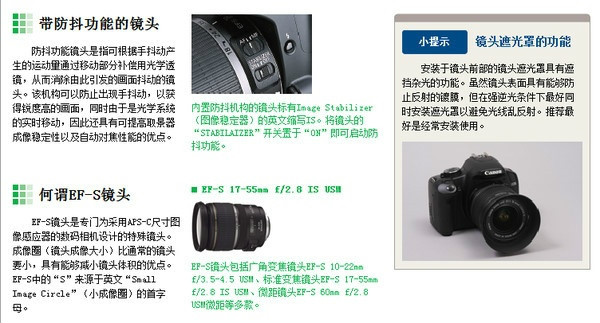 带防抖功能的镜头
防抖功能镜头是指可根据手抖动产
生的运动量通过移动部分补偿用光学透
镜，从而消除由此引发的画面抖动的镜
头。该机构可以防止出现手抖动，以获
得锐度高的画面，同时由于是光学系统
的实时移动，因此还具有可提高取景器
成像稳定性以及自动对焦性能的优点。
内置防抖机构的镜头标有Image Stabilizer
（图像稳定器）的英文缩写IS。将镜头的
“STABILAIZER”开关置于“ON”即可启动防
抖功能。
何谓EF-S镜头
EF-S镜头是专门为采用APS-C尺寸图
像感应器的数码相机设计的特殊镜头。
成像圈（镜头成像大小）比通常的镜头
要小，具有能够减小镜头体积的优点。
EF-S中的“S”来源于英文“Small
Image Circle”（小成像圈）的首字
母。
■ EF-S 17-55mm f/2.8 IS USM
EF-S镜头包括广角变焦镜头EF-S 10-22mm
f/3.5-4.5 USM、标准变焦镜头EF-S 17-55mm
f/2.8 IS USM、微距镜头EF-S 60mm f/2.8
USM微距等多款。
小提示
镜头遮光罩的功能
安装于镜头前部的镜头遮光罩具有遮
挡杂光的功能。虽然镜头表面具有能够防
止反射的镀膜，但在强逆光条件下最好同
时安装遮光罩以避免光线乱反射。推荐最
好是经常安装使用。
Canon